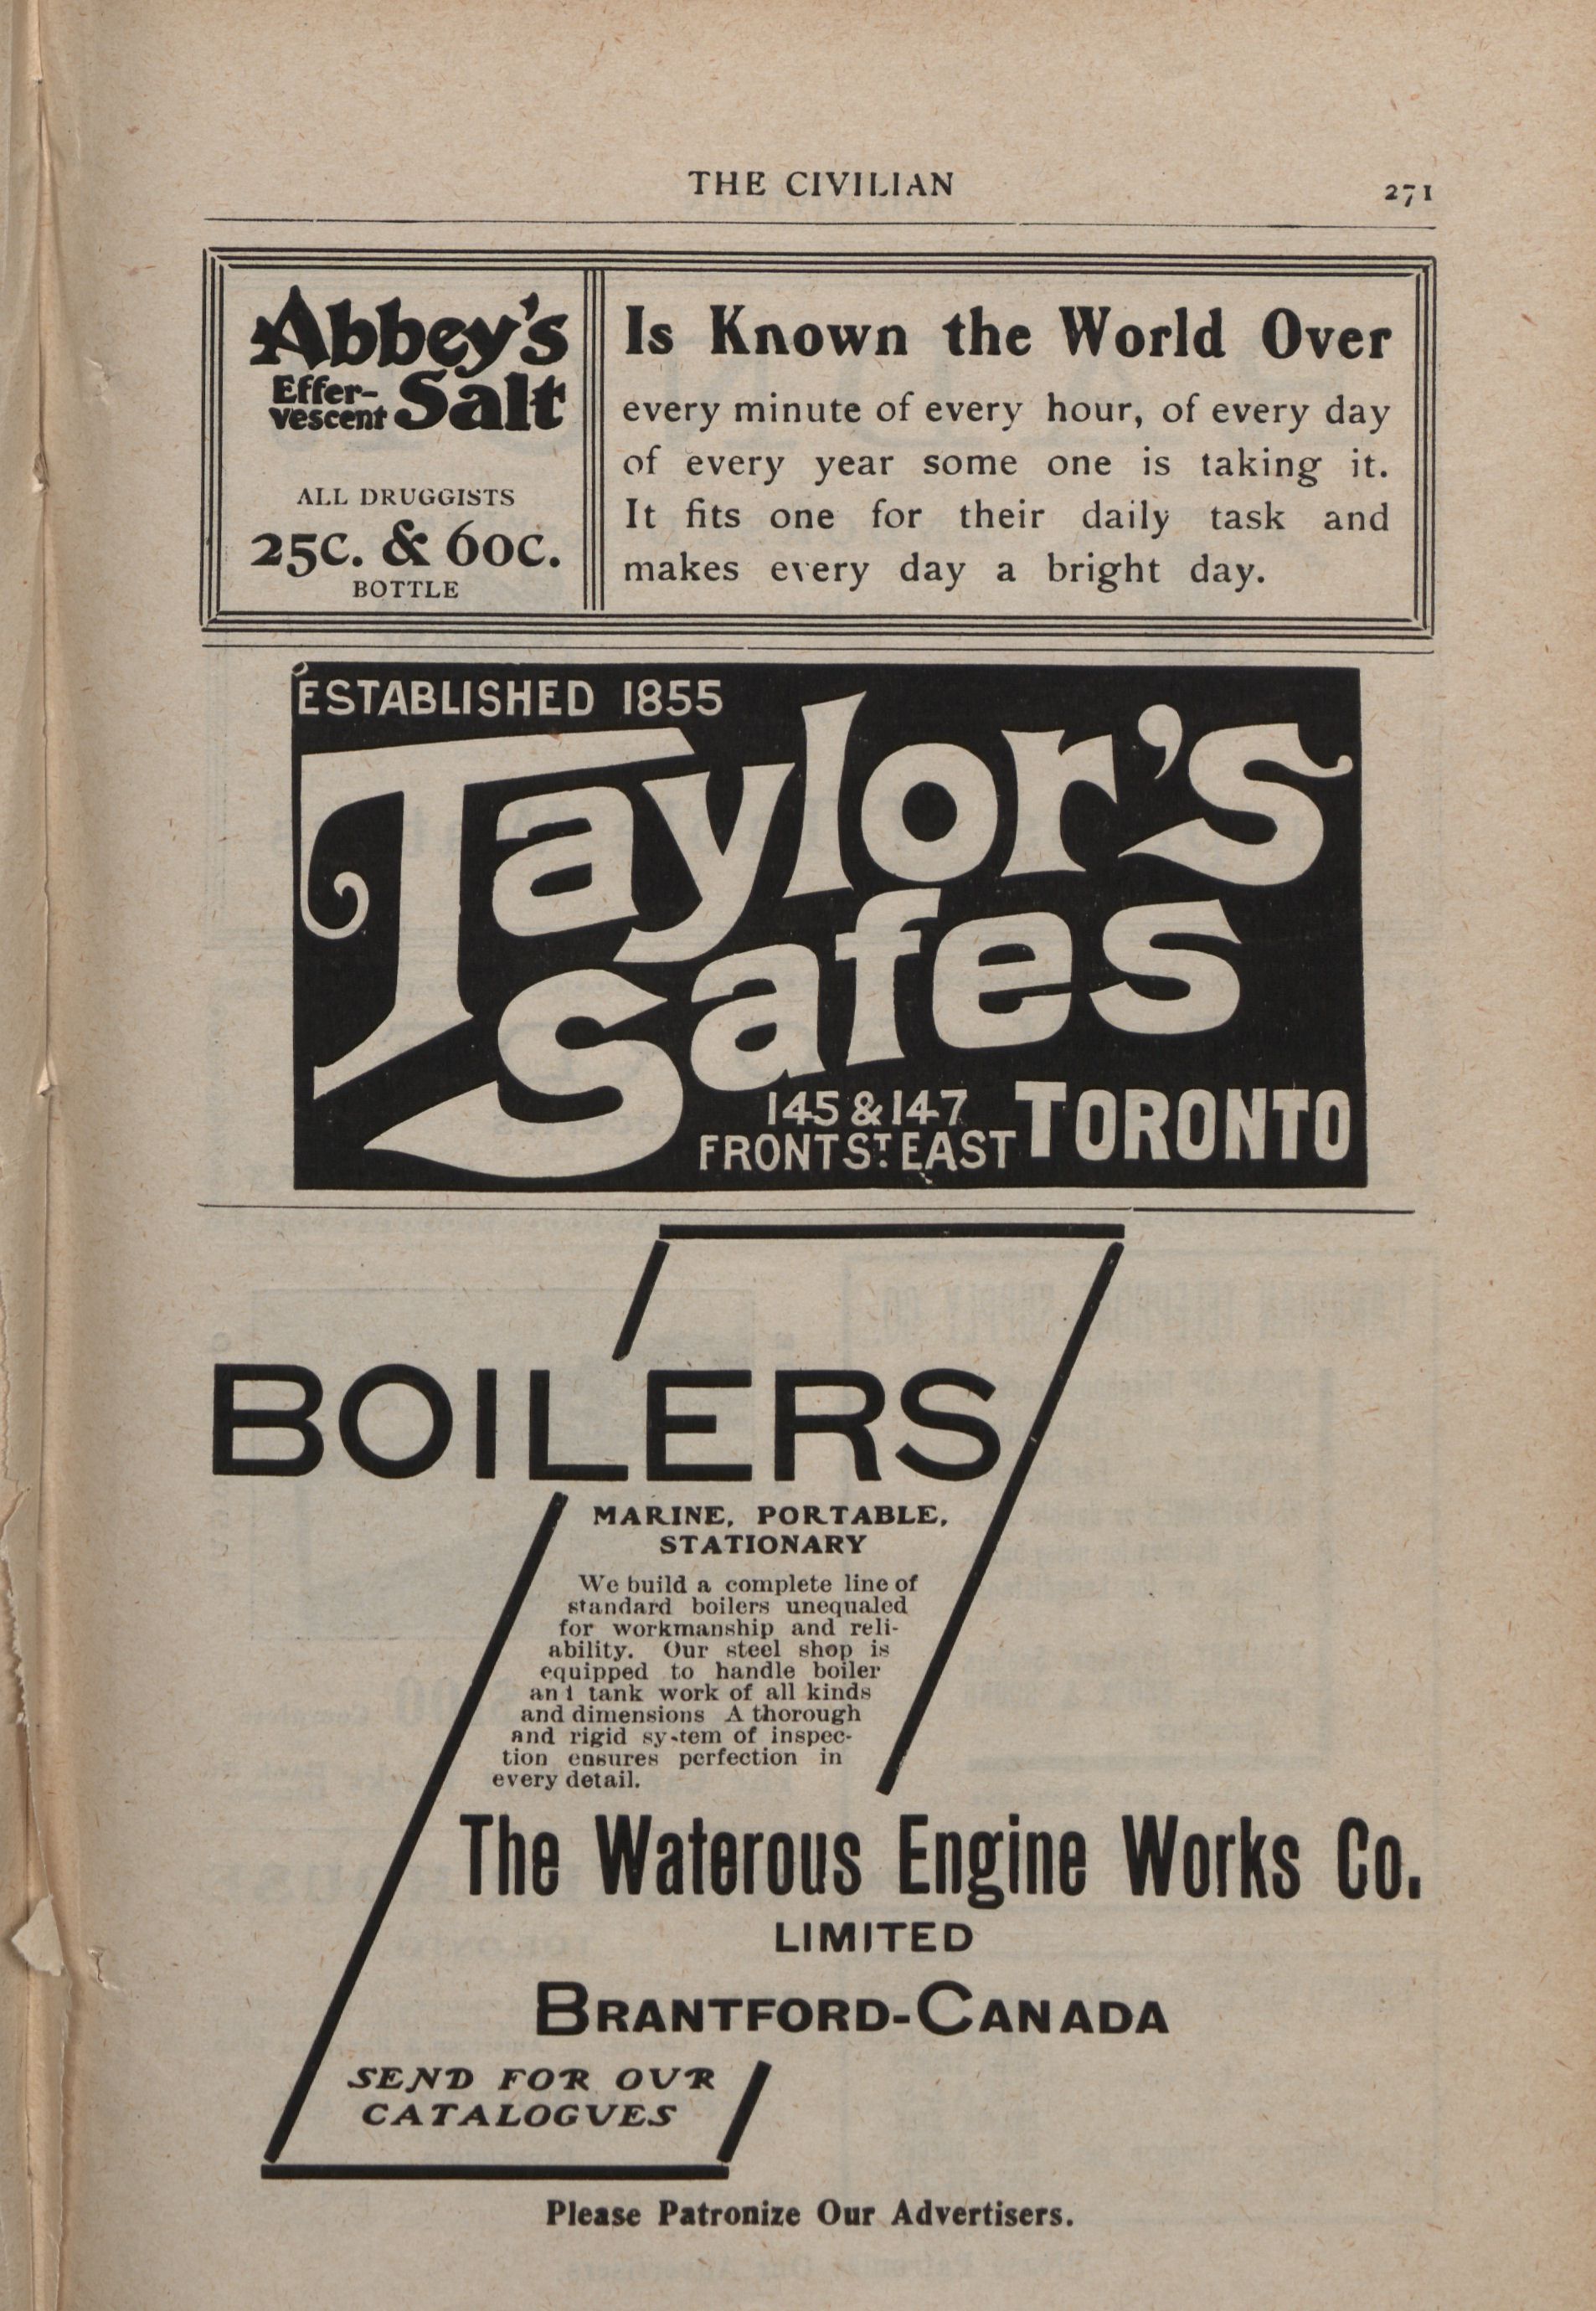 THE CIVILIAN
271
Abbey's
Effer-
vescent Salt
ALL DRUGGISTS
25c. & 60c.
BOTTLE
Is Known the World Over
every minute of every hour, of every day
of every year some one is taking it.
It fits one for their daily task and
makes every day a bright day.
ESTABLISHED 1855
Taylor's
Safes
145 & 147
FRONT ST. EAST TORONTO
BOILERS
MARINE, PORTABLE,
STATIONARY
We build a complete line of
standard boilers unequaled
for workmanship and reli-
ability. Our steel shop is
equipped to handle boiler
and tank work of all kinds
and dimensions A thorough
and rigid system of inspec-
tion ensures perfection in
every detail.
The Waterous Engine Works Co.
LIMITED
BRANTFORD-CANADA
SEND FOR OUR
CATALOGUES
Please Patronize Our Advertisers.